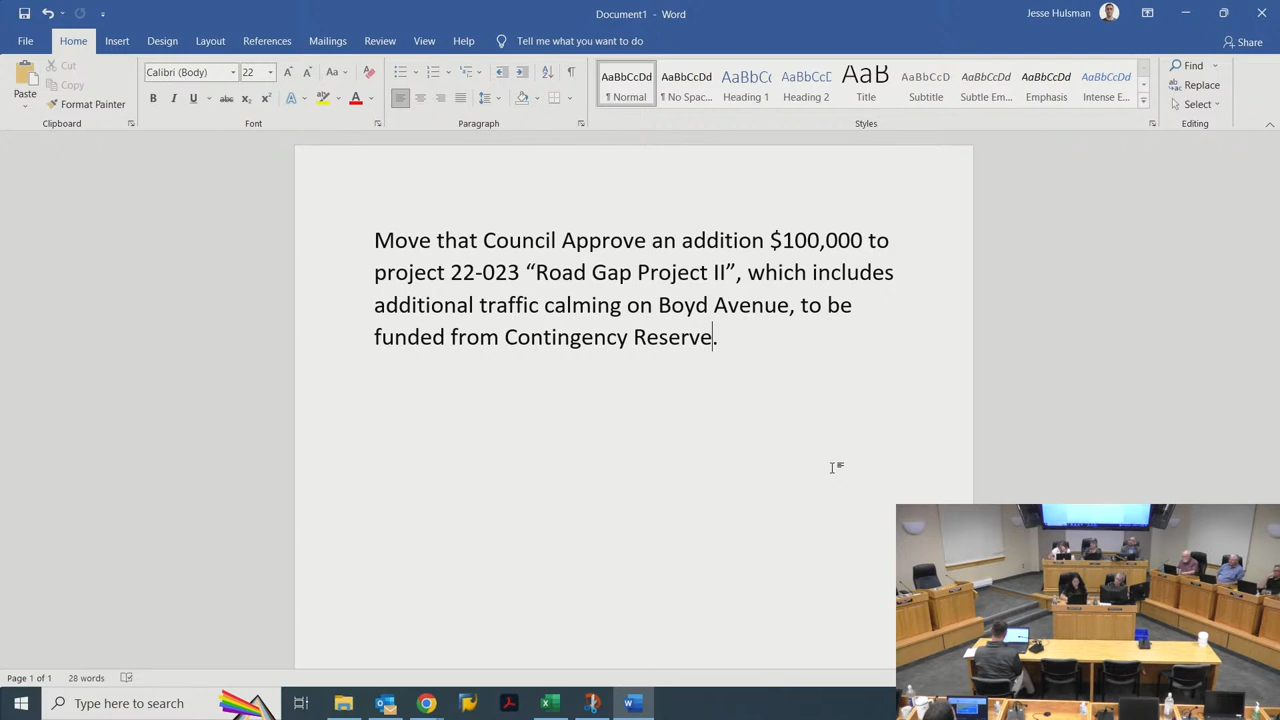 Document1 - Word
Jesse Hulsman
File Home Insert Design Layout References Mailings Review View Help Tell me what you want to do
Share
Paste
Cut
Copy
Format Painter
Clipboard
Calibri (Body) 22
Font
Paragraph
AaBbCcDd AaBbCcDd AaBbCc AaBbCcD AaB AaBbCcDd AaBbCcDd AaBbCcDd AaBbCcDd
¶ Normal ¶ No Spac... Heading 1 Heading 2 Title Subtitle Subtle Em... Emphasis Intense E...
Styles
Find
Replace
Select
Editing
Move that Council Approve an addition $100,000 to
project 22-023 “Road Gap Project II”, which includes
additional traffic calming on Boyd Avenue, to be
funded from Contingency Reserve.
Page 1 of 1 28 words
Type here to search